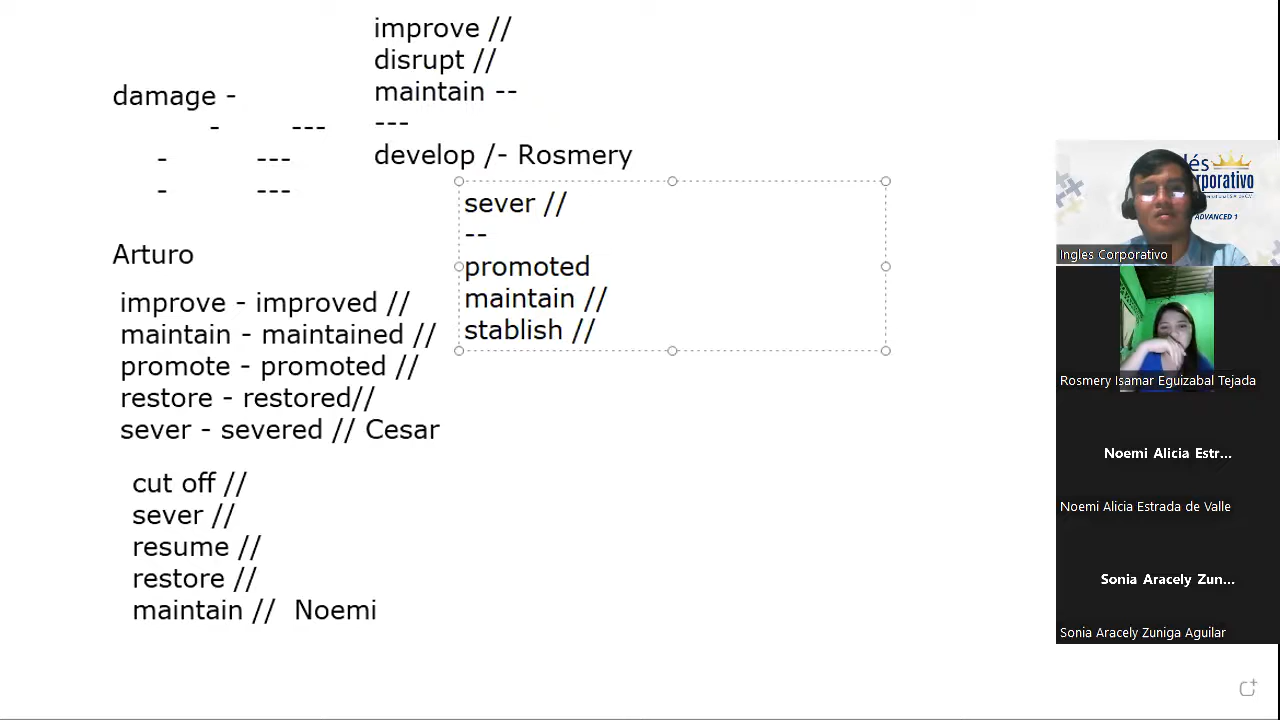 improve //
disrupt //
maintain --
---
develop /- Rosmery
damage -
- ---
- ---
- ---
sever //
--
promoted
maintain //
stablish //
Arturo
improve - improved //
maintain - maintained //
promote - promoted //
restore - restored//
sever - severed // Cesar
cut off //
sever //
resume //
restore //
maintain // Noemi
ADVANCED 1
Ingles Corporativo
Rosmery Isamar Eguizabal Tejada
Noemi Alicia Estr...
Noemi Alicia Estrada de Valle
Sonia Aracely Zun...
Sonia Aracely Zuniga Aguilar